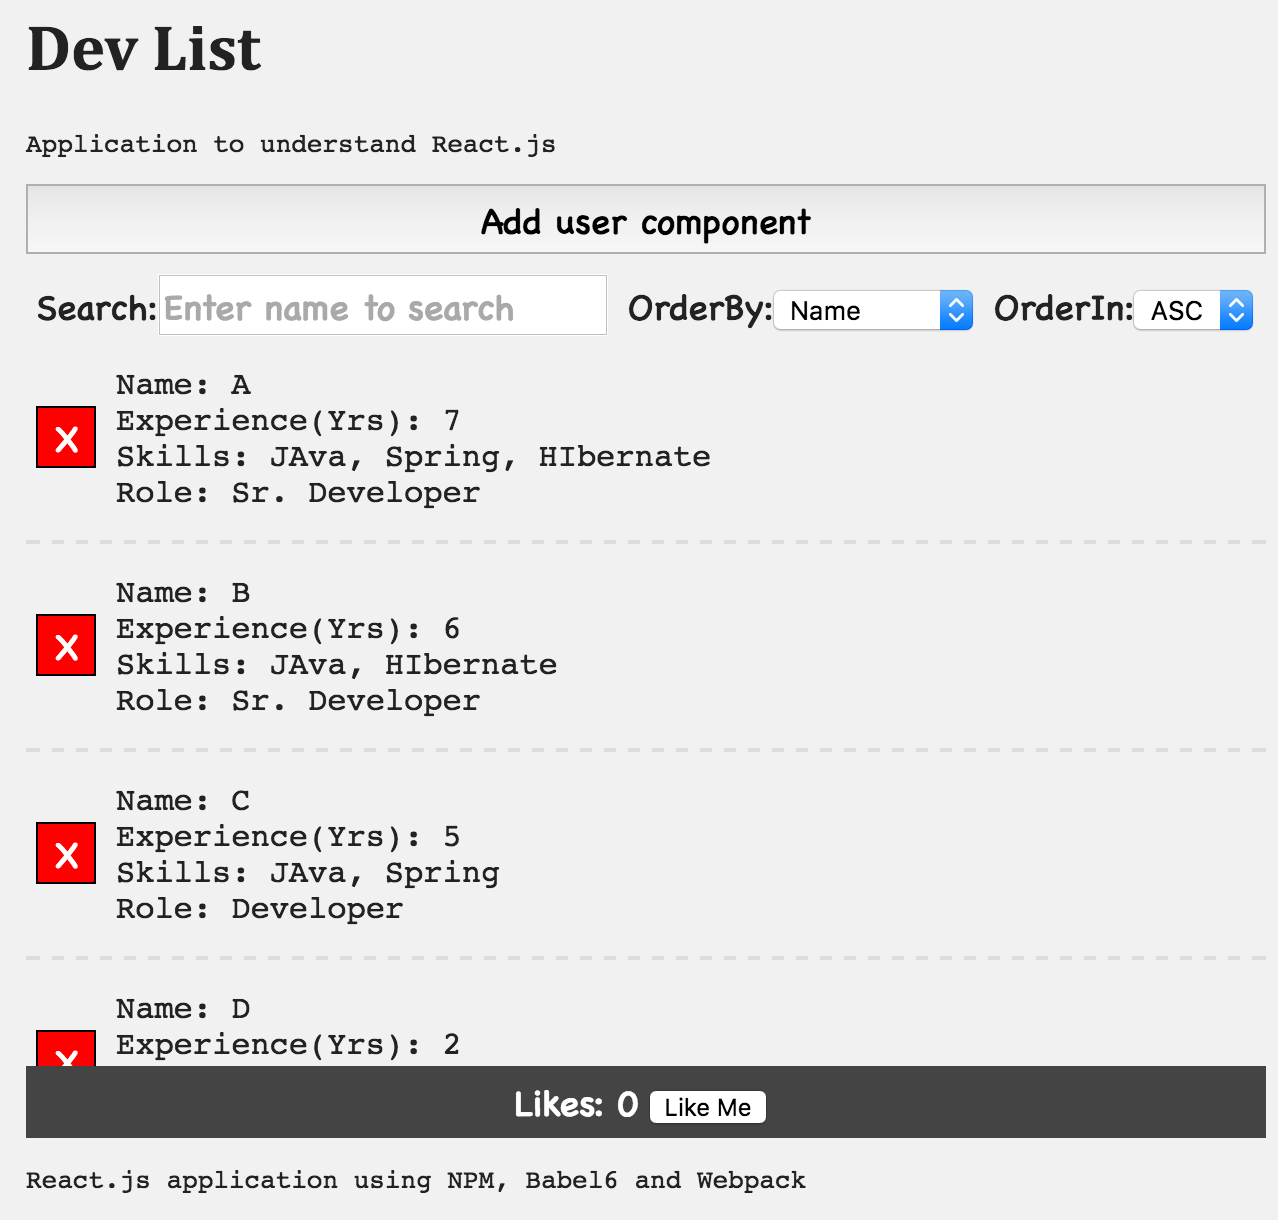 Dev List
Application to understand React.js
Add user component
Search: Enter name to search OrderBy: Name OrderIn: ASC
Name: A
x Experience(Yrs): 7
Skills: JAva, Spring, HIbernate
Role: Sr. Developer
Name: B
x Experience(Yrs): 6
Skills: JAva, HIbernate
Role: Sr. Developer
Name: C
x Experience(Yrs): 5
Skills: JAva, Spring
Role: Developer
Name: D
x Experience(Yrs): 2
Likes: 0 Like Me
React.js application using NPM, Babel6 and Webpack